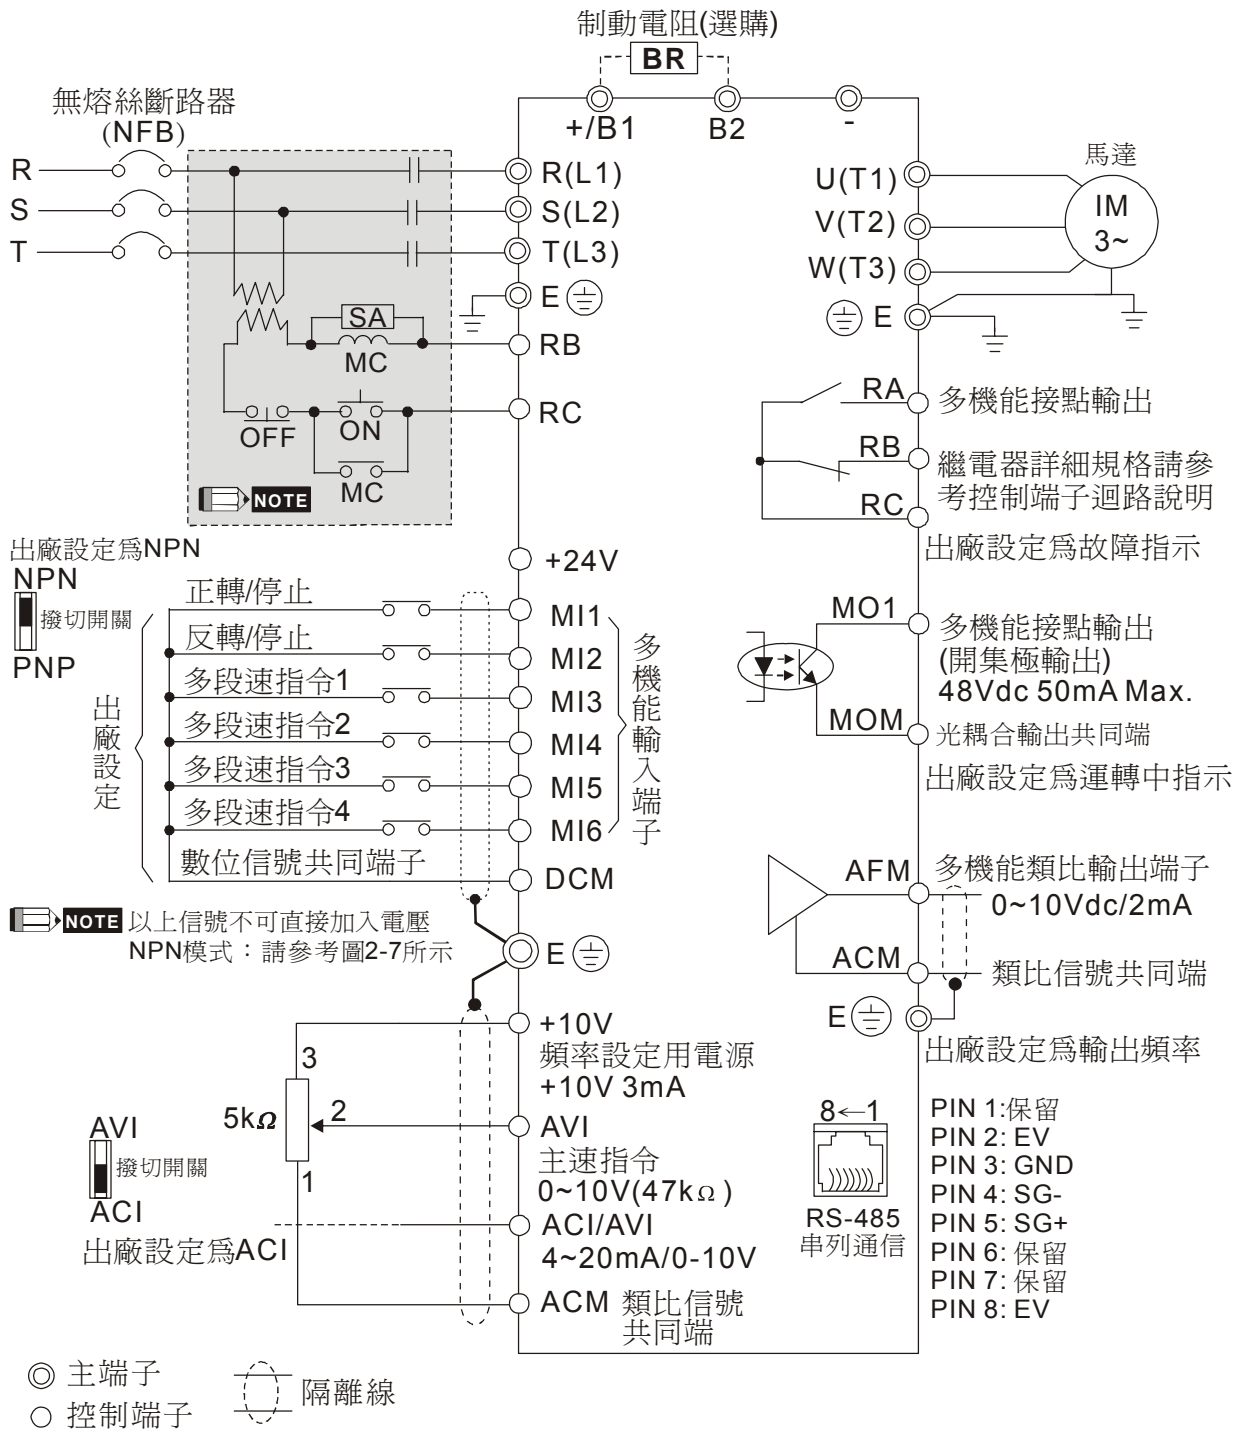 制動電阻(選購)
BR
無熔絲斷路器
(NFB)
+/B1
B2
-
R
S
T
R(L1)
S(L2)
T(L3)
E
SA
MC
RB
OFF
ON
MC
RC
NOTE
馬達
U(T1)
V(T2)
W(T3)
IM
3~
E
RA
多機能接點輸出
RB
繼電器詳細規格請參
考控制端子迴路說明
RC
出廠設定爲故障指示
出廠設定爲NPN
NPN
撥切開關
PNP
出廠設定
+24V
正轉/停止
MI1
反轉/停止
MI2
多段速指令1
MI3
多段速指令2
MI4
多段速指令3
MI5
多段速指令4
MI6
數位信號共同端子
DCM
多機能輸入端子
MO1
多機能接點輸出
(開集極輸出)
48Vdc 50mA Max.
MOM
光耦合輸出共同端
出廠設定爲運轉中指示
NOTE
以上信號不可直接加入電壓
NPN模式：請參考圖2-7所示
E
AFM
多機能類比輸出端子
0~10Vdc/2mA
ACM
類比信號共同端
E
出廠設定爲輸出頻率
+10V
頻率設定用電源
+10V 3mA
3
5kΩ
2
1
AVI
主速指令
0~10V(47kΩ)
AVI
撥切開關
ACI
出廠設定爲ACI
ACI/AVI
4~20mA/0-10V
ACM 類比信號
共同端
8←1
RS-485
串列通信
PIN 1:保留
PIN 2: EV
PIN 3: GND
PIN 4: SG-
PIN 5: SG+
PIN 6: 保留
PIN 7: 保留
PIN 8: EV
主端子
控制端子
隔離線